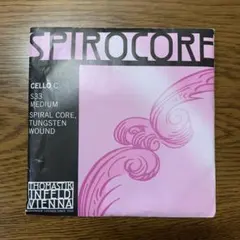 SPIROCORE
CELLO C
S33
MEDIUM
SPIRAL CORE,
TUNGSTEN
WOUND
THOMASTIK
INFELD
VIENNA